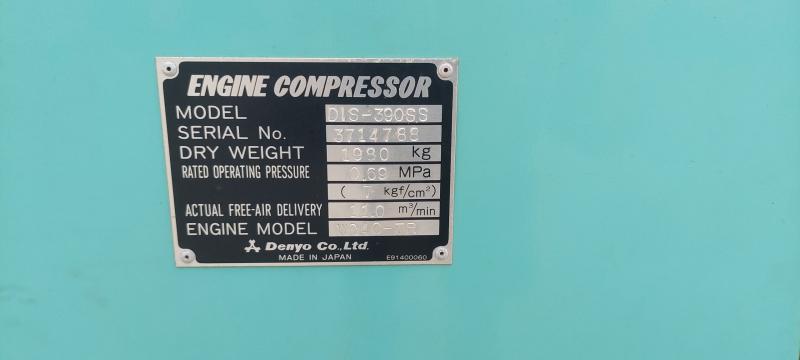 ENGINE COMPRESSOR
MODEL DIS-390SS
SERIAL No. 3714788
DRY WEIGHT 1980 kg
RATED OPERATING PRESSURE 0.69 MPa
( 7 kgf/cm²)
ACTUAL FREE-AIR DELIVERY 11.0 m³/min
ENGINE MODEL
Denyo Co., Ltd.
MADE IN JAPAN E91400060